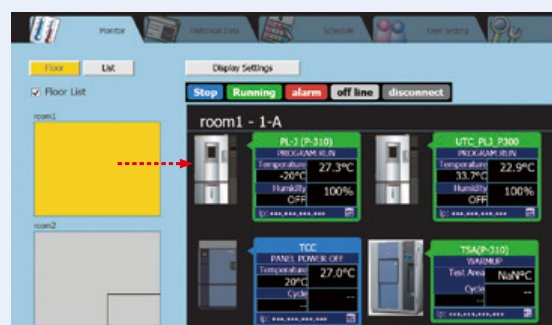 Monitor
Historical Data
Schedule
User Setting
Floor
List
Display Settings
Floor List
Stop
Running
alarm
off line
disconnect
room1
room1 - 1-A
PL-3 (P-310)
PROGRAM RUN
Temperature
27.3°C
-20°C
Humidity
100%
OFF
UTC_PL3_P300
PROGRAM RUN
Temperature
22.9°C
33.7°C
Humidity
100%
OFF
room2
TCC
PANEL POWER OFF
Temperature
27.0°C
20°C
Cycle
--
--
TSA(P-310)
WARMUP
Test Area
NaN°C
Cycle
--
--